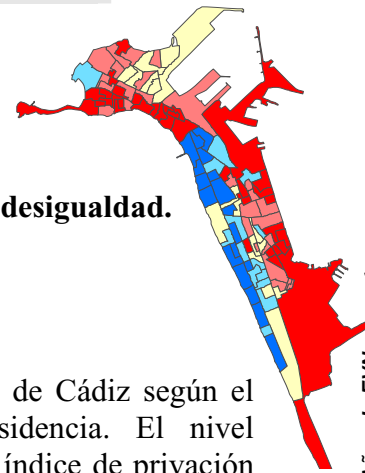 desigualdad.
de Cádiz según el
sidencia. El nivel
índice de privación